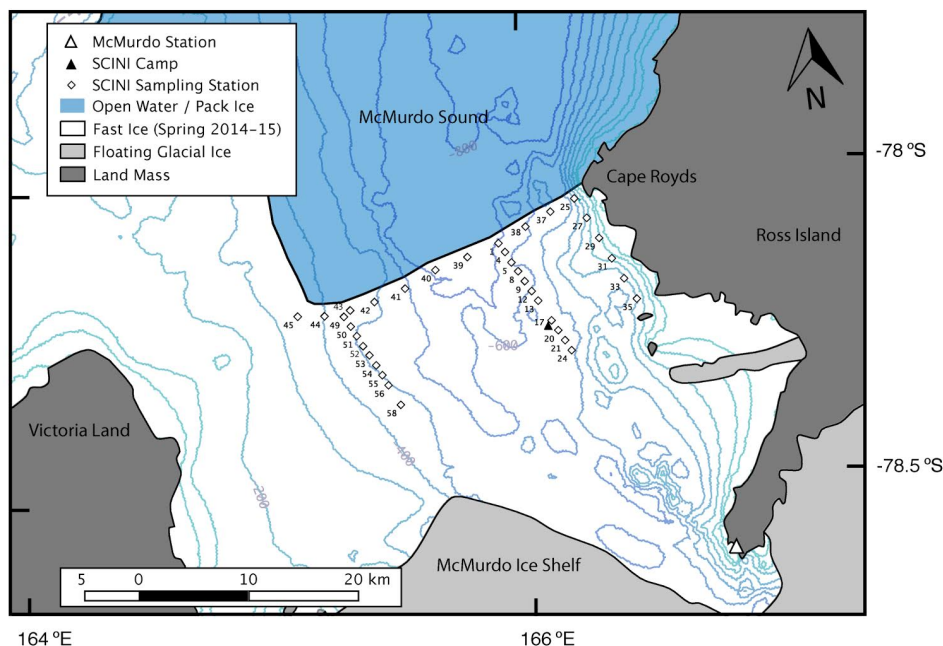 McMurdo Station
SCINI Camp
SCINI Sampling Station
Open Water / Pack Ice
Fast Ice (Spring 2014-15)
Floating Glacial Ice
Land Mass
McMurdo Sound
-800
N
-78 ºS
Cape Royds
Ross Island
25
37
27
38
1
29
4
39
31
5
40
8
33
9
41
12
35
42
13
43
45
44
49
17
50
20
51
-600
21
52
24
53
54
55
56
58
Victoria Land
-400
-78.5 ºS
-200
McMurdo Ice Shelf
5 0 10 20 km
164 ºE
166 ºE